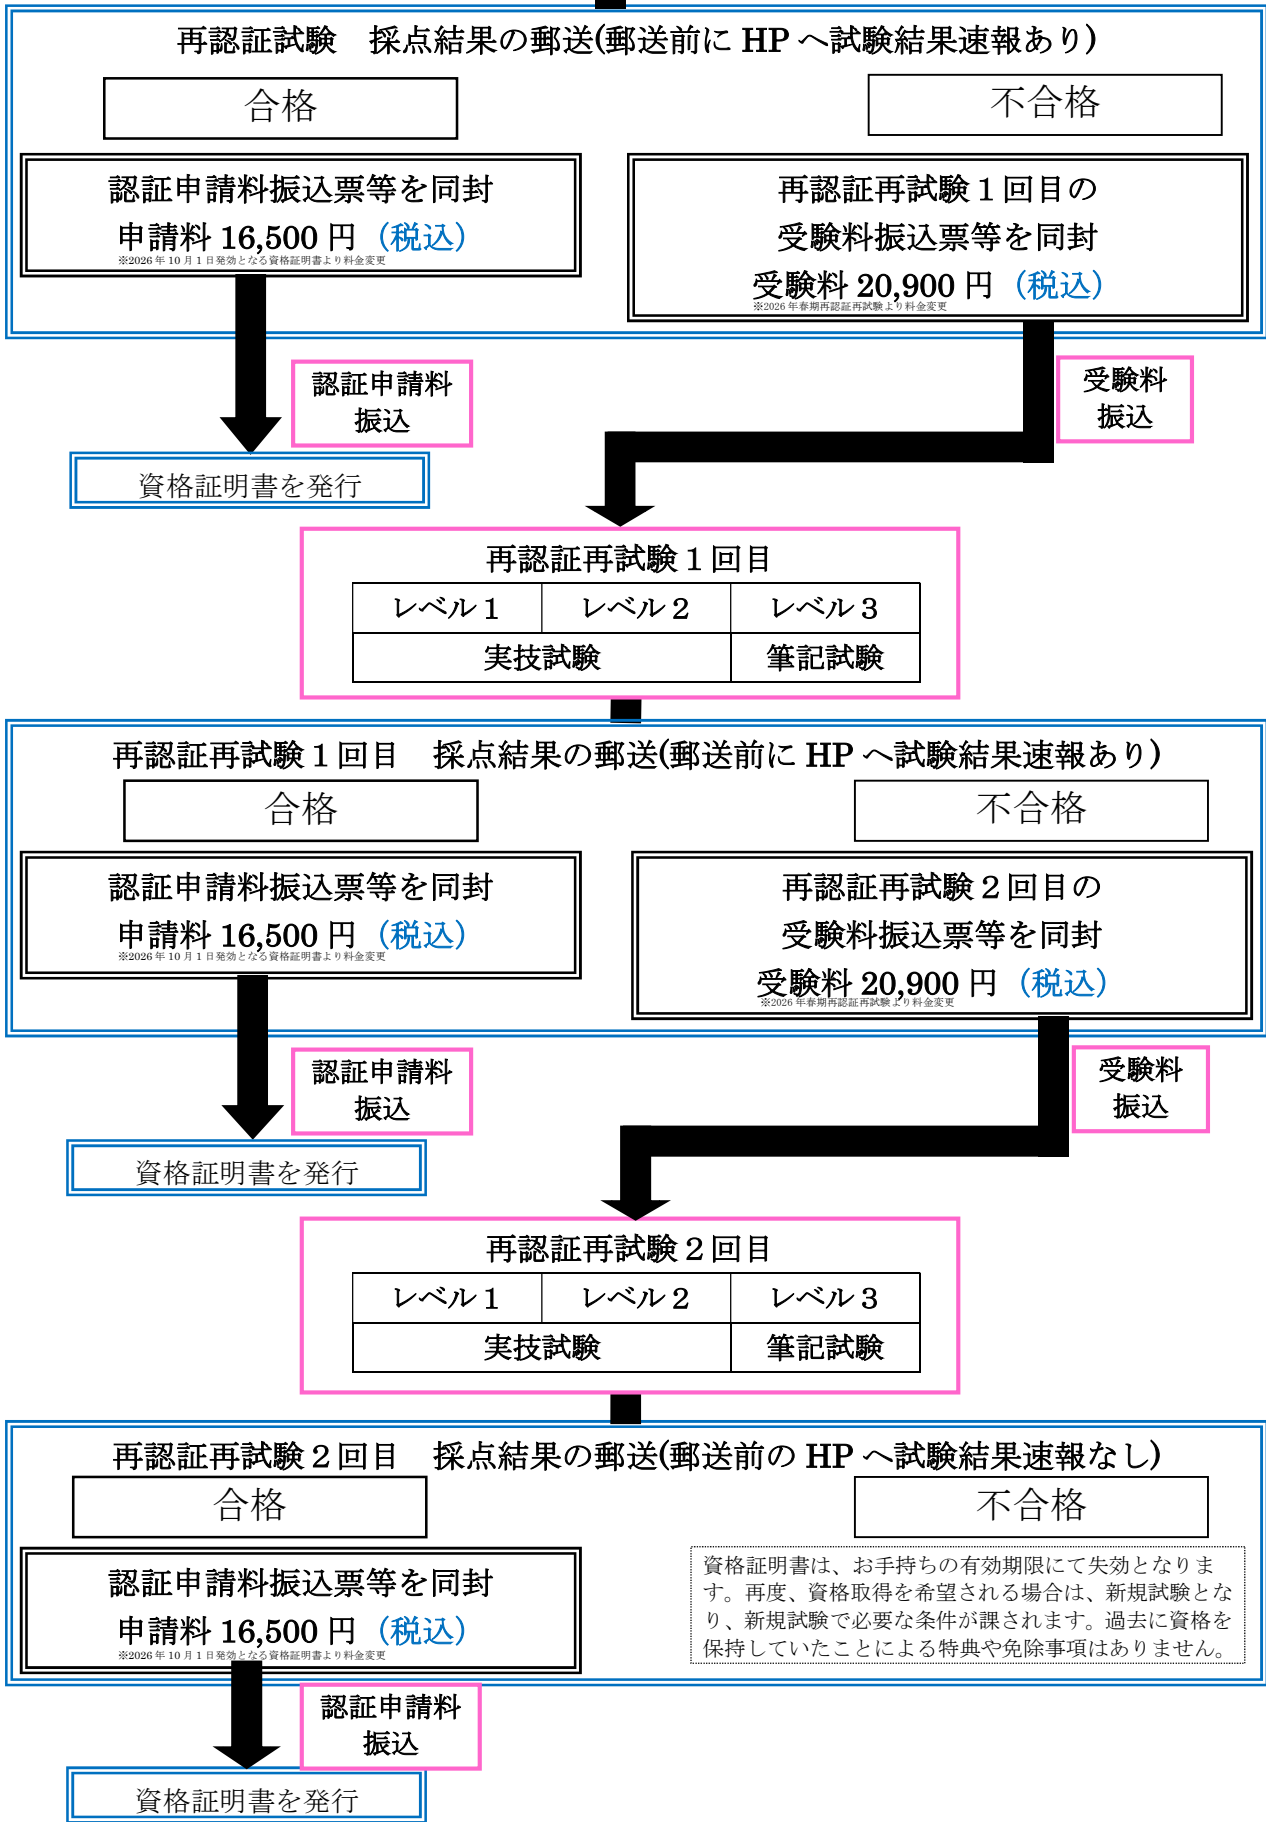 再認証試験　採点結果の郵送(郵送前に HP へ試験結果速報あり)
合格
不合格
認証申請料振込票等を同封
申請料 16,500 円（税込）
※2026 年 10 月 1 日発効となる資格証明書より料金変更
再認証再試験１回目の
受験料振込票等を同封
受験料 20,900 円（税込）
※2026 年春期再認証再試験より料金変更
認証申請料
振込
受験料
振込
資格証明書を発行
再認証再試験１回目
レベル１　レベル２　レベル３
実技試験　筆記試験
再認証再試験１回目　採点結果の郵送(郵送前に HP へ試験結果速報あり)
合格
不合格
認証申請料振込票等を同封
申請料 16,500 円（税込）
※2026 年 10 月 1 日発効となる資格証明書より料金変更
再認証再試験２回目の
受験料振込票等を同封
受験料 20,900 円（税込）
※2026 年春期再認証再試験より料金変更
認証申請料
振込
受験料
振込
資格証明書を発行
再認証再試験２回目
レベル１　レベル２　レベル３
実技試験　筆記試験
再認証再試験２回目　採点結果の郵送(郵送前の HP へ試験結果速報なし)
合格
不合格
認証申請料振込票等を同封
申請料 16,500 円（税込）
※2026 年 10 月 1 日発効となる資格証明書より料金変更
資格証明書は、お手持ちの有効期限にて失効となりま
す。再度、資格取得を希望される場合は、新規試験とな
り、新規試験で必要な条件が課されます。過去に資格を
保持していたことによる特典や免除事項はありません。
認証申請料
振込
資格証明書を発行